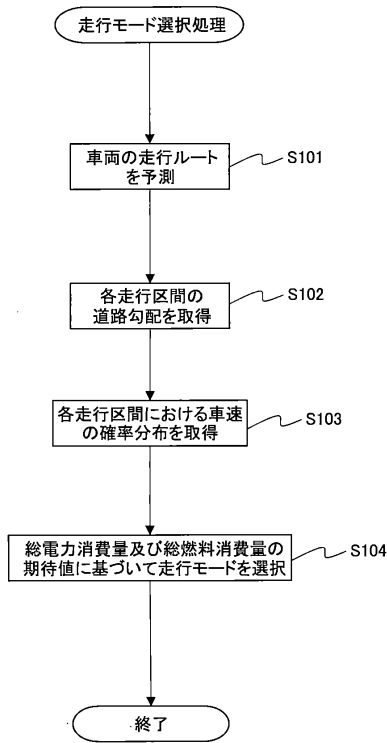 走行モード選択処理
車両の走行ルート
を予測
S101
各走行区間の
道路勾配を取得
S102
各走行区間における車速
の確率分布を取得
S103
総電力消費量及び総燃料消費量の
期待値に基づいて走行モードを選択
S104
終了